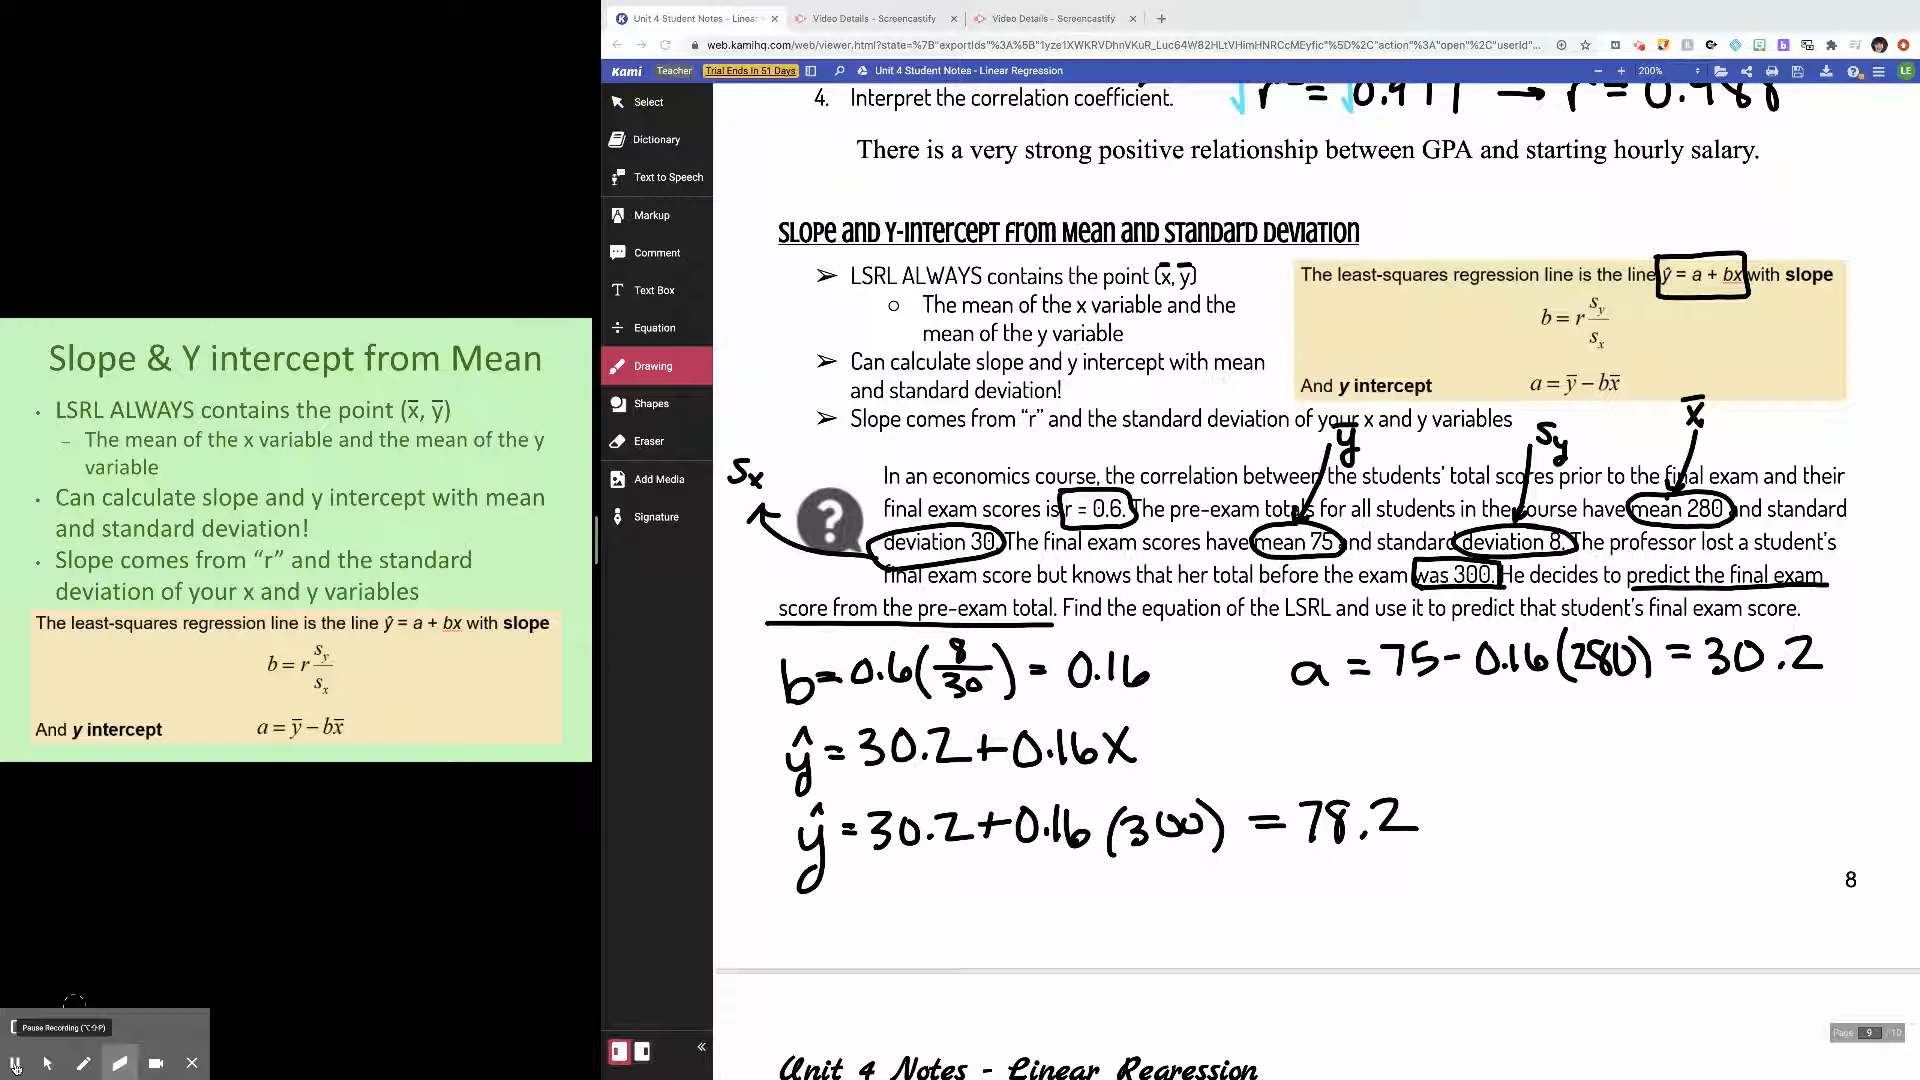 Unit 4 Student Notes - Linear
Video Details - Screencastify
Video Details - Screencastify
web.kamihq.com/web/viewer.html?state=%7B"exportIds"%3A%5B"1yze1XWKRVDhnVKuR_Luc64W82HLtVHimHNRCcMEyfic"%5D%2C"action"%3A"open"%2C"userId"...
Kami Teacher Trial Ends In 51 Days Unit 4 Student Notes - Linear Regression 200% LE
Select
Dictionary
Text to Speech
Markup
Comment
Text Box
Equation
Drawing
Shapes
Eraser
Add Media
Signature
Slope & Y intercept from Mean
• LSRL ALWAYS contains the point (x̄, ȳ)
– The mean of the x variable and the mean of the y
variable
• Can calculate slope and y intercept with mean
and standard deviation!
• Slope comes from “r” and the standard
deviation of your x and y variables
The least-squares regression line is the line ŷ = a + bx with slope
b = r sy/sx
And y intercept a = ȳ – bx̄
Pause Recording (⌥⇧P)
4. Interpret the correlation coefficient.
There is a very strong positive relationship between GPA and starting hourly salary.
Slope and Y-Intercept from Mean and Standard Deviation
➢ LSRL ALWAYS contains the point (x̄, ȳ)
○ The mean of the x variable and the
mean of the y variable
➢ Can calculate slope and y intercept with mean
and standard deviation!
➢ Slope comes from “r” and the standard deviation of your x and y variables
The least-squares regression line is the line ŷ = a + bx with slope
b = r sy/sx
And y intercept a = ȳ – bx̄
x̄
ȳ
sy
sx
In an economics course, the correlation between the students’ total scores prior to the final exam and their
final exam scores is r = 0.6. The pre-exam totals for all students in the course have mean 280 and standard
deviation 30. The final exam scores have mean 75 and standard deviation 8. The professor lost a student’s
final exam score but knows that her total before the exam was 300. He decides to predict the final exam
score from the pre-exam total. Find the equation of the LSRL and use it to predict that student’s final exam score.
b = 0.6(8/30) = 0.16
a = 75 - 0.16(280) = 30.2
ŷ = 30.2 + 0.16x
ŷ = 30.2 + 0.16(300) = 78.2
8
Page 9 / 10
Unit 4 Notes - Linear Regression